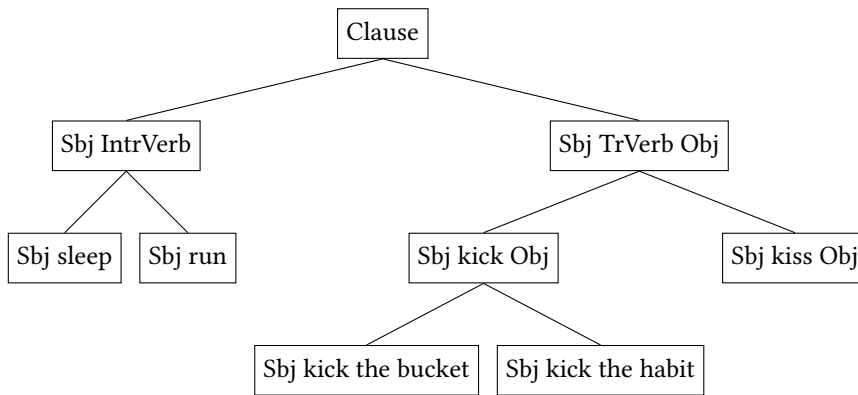 Clause
Sbj IntrVerb
Sbj TrVerb Obj
Sbj sleep
Sbj run
Sbj kick Obj
Sbj kiss Obj
Sbj kick the bucket
Sbj kick the habit